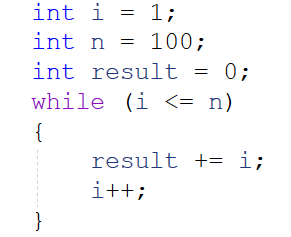 int i = 1;
int n = 100;
int result = 0;
while (i <= n)
{
    result += i;
    i++;
}